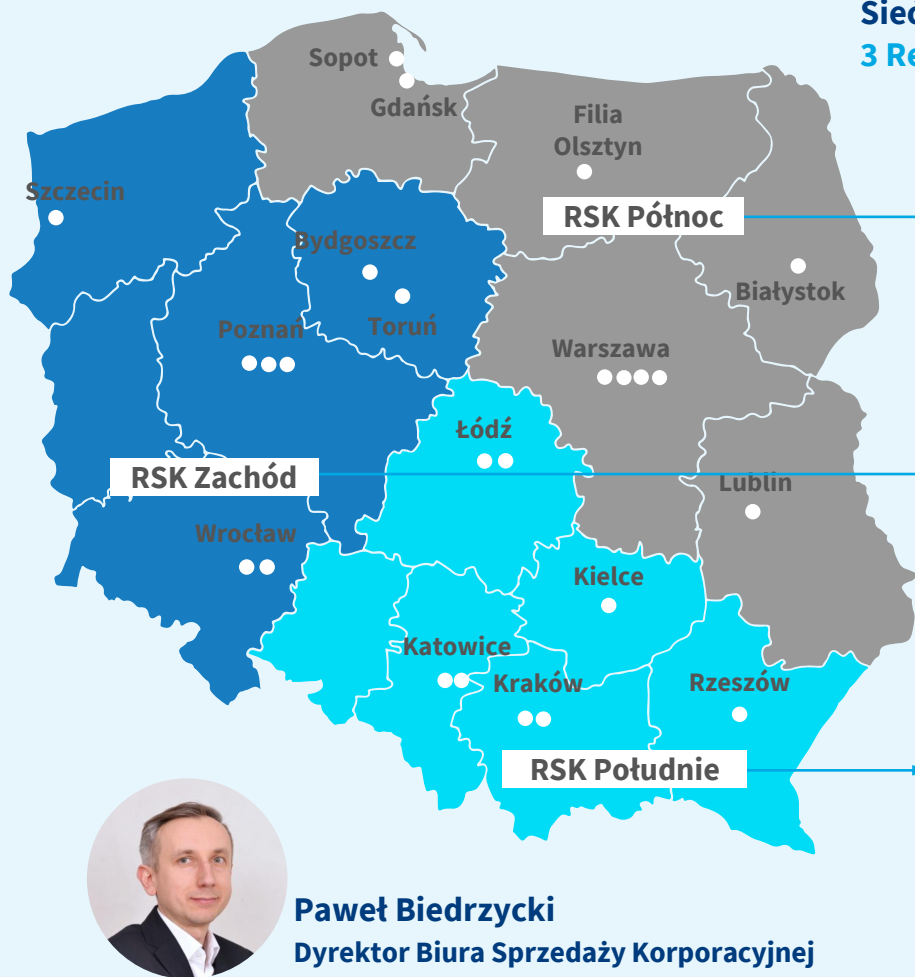 Sopot
Gdańsk
Filia
Olsztyn
Szczecin
RSK Północ
Bydgoszcz
Białystok
Toruń
Poznań
Warszawa
Łódź
RSK Zachód
Lublin
Wrocław
Kielce
Katowice
Kraków
Rzeszów
RSK Południe
Paweł Biedrzycki
Dyrektor Biura Sprzedaży Korporacyjnej